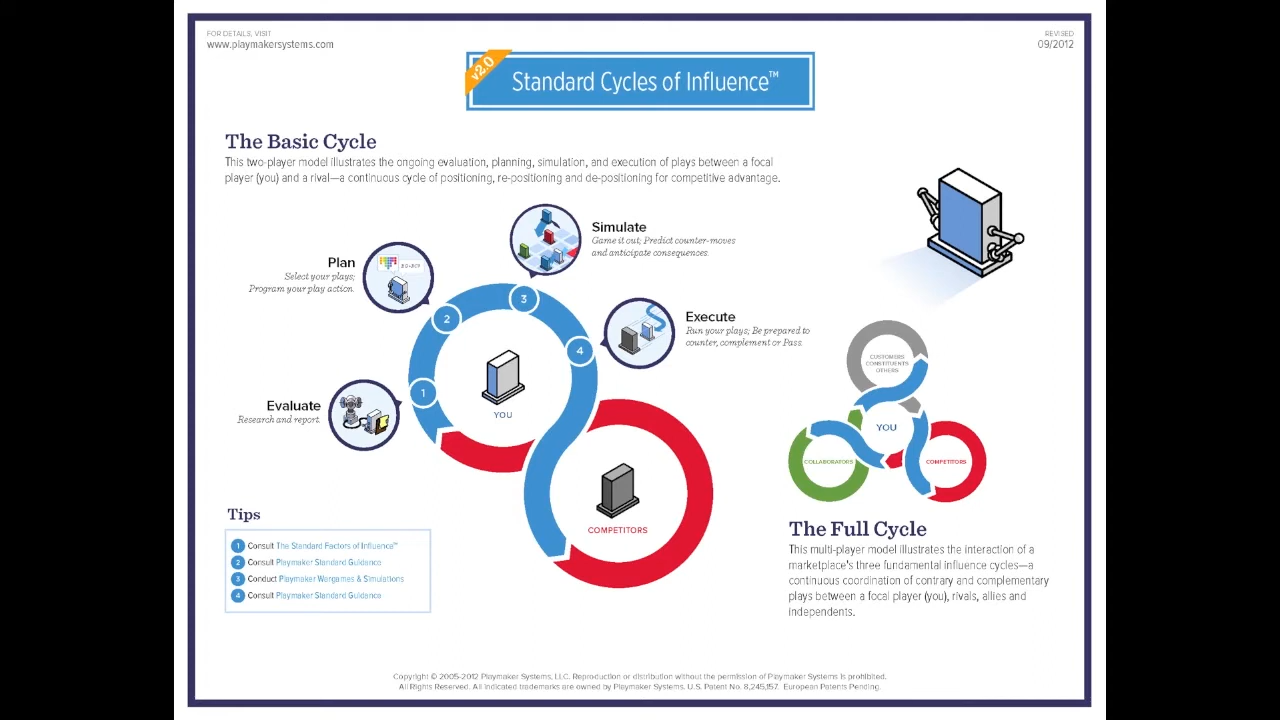 FOR DETAILS, VISIT
www.playmakersystems.com
REVISED
09/2012
v2.0
Standard Cycles of Influence™
The Basic Cycle
This two-player model illustrates the ongoing evaluation, planning, simulation, and execution of plays between a focal
player (you) and a rival—a continuous cycle of positioning, re-positioning and de-positioning for competitive advantage.
Simulate
Game it out; Predict counter-moves
and anticipate consequences.
Plan
Select your plays;
Program your play action.
Execute
Run your plays; Be prepared to
counter, complement or Pass.
Evaluate
Research and report.
1
2
3
4
YOU
COMPETITORS
CUSTOMERS
CONSTITUENTS
OTHERS
YOU
COLLABORATORS
COMPETITORS
Tips
1 Consult The Standard Factors of Influence™
2 Consult Playmaker Standard Guidance
3 Conduct Playmaker Wargames & Simulations
4 Consult Playmaker Standard Guidance
The Full Cycle
This multi-player model illustrates the interaction of a
marketplace's three fundamental influence cycles—a
continuous coordination of contrary and complementary
plays between a focal player (you), rivals, allies and
independents.
Copyright © 2005-2012 Playmaker Systems, LLC. Reproduction or distribution without the permission of Playmaker Systems is prohibited.
All Rights Reserved. All indicated trademarks are owned by Playmaker Systems. U.S. Patent No. 8,245,157. European Patents Pending.